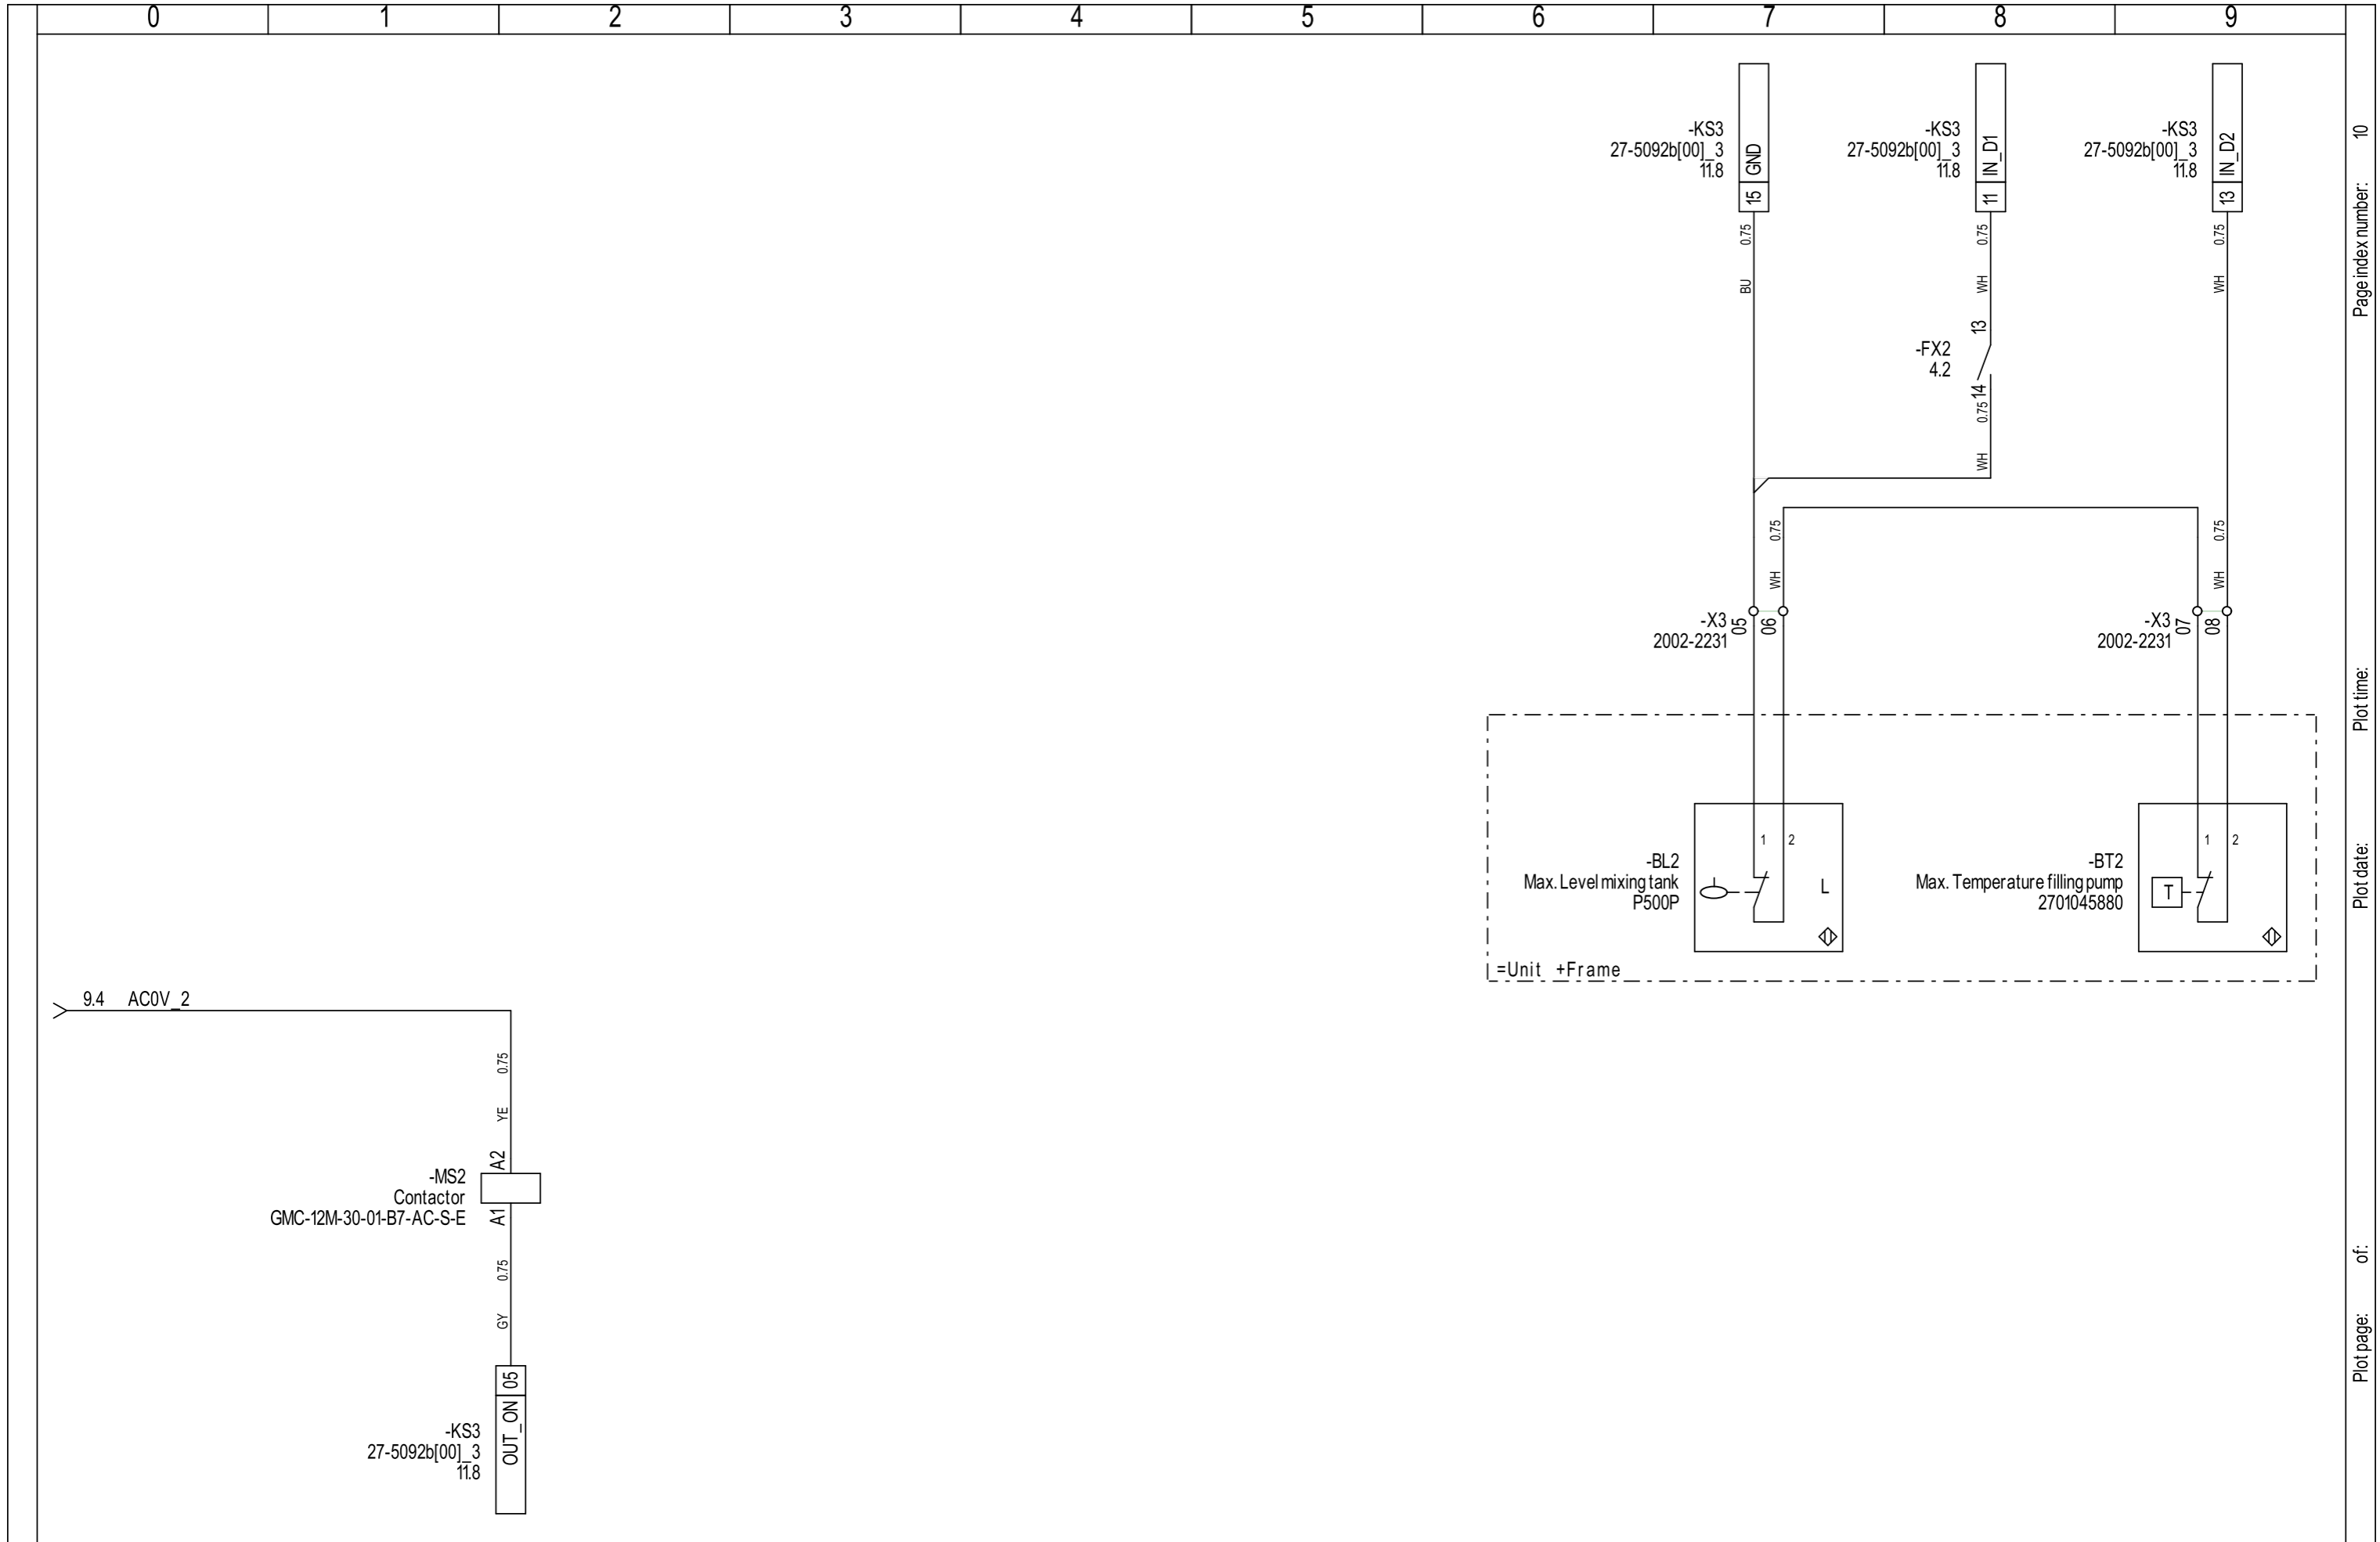 0 1 2 3 4 5 6 7 8 9
-KS3
27-5092b[00]_3
11.8
15 GND
-KS3
27-5092b[00]_3
11.8
11 IN_D1
-KS3
27-5092b[00]_3
11.8
13 IN_D2
0.75
BU
0.75
WH
0.75
WH
13
-FX2
4.2
14
0.75
WH
0.75
WH
0.75
WH
-X3
2002-2231
05
06
-X3
2002-2231
07
08
1 2
-BL2
Max. Level mixing tank
P500P
L
1 2
-BT2
Max. Temperature filling pump
2701045880
T
=Unit +Frame
9.4 AC0V_2
0.75
YE
A2
-MS2
Contactor
GMC-12M-30-01-B7-AC-S-E
A1
0.75
GY
-KS3
27-5092b[00]_3
11.8
OUT_ON 05
Page index number: 10
Plot time:
Plot date:
Plot page: of: